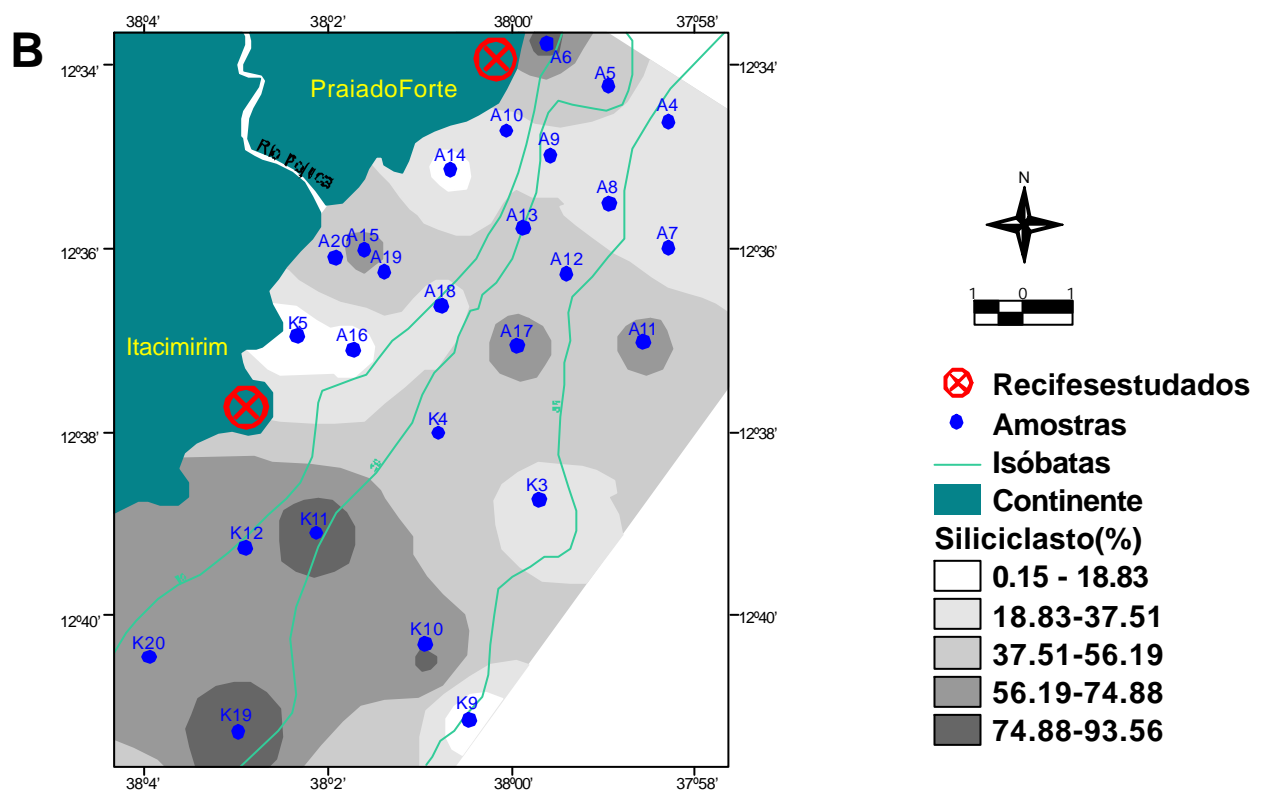 B
38º4’ 38º2’ 38º00’ 37º58’
12º34’ 12º34’
12º36’ 12º36’
12º38’ 12º38’
12º40’ 12º40’
38º4’ 38º2’ 38º00’ 37º58’
PraiadoForte
Itacimirim
Rio
A6
A5
A4
A10
A9
A14
A8
A13
A7
A20
A15
A19
A12
A18
K5
A16
A17
A11
K4
K3
K11
K12
K10
K20
K9
K19
N
1 0 1
Recifesestudados
Amostras
Isóbatas
Continente
Siliciclasto(%)
0.15 - 18.83
18.83-37.51
37.51-56.19
56.19-74.88
74.88-93.56